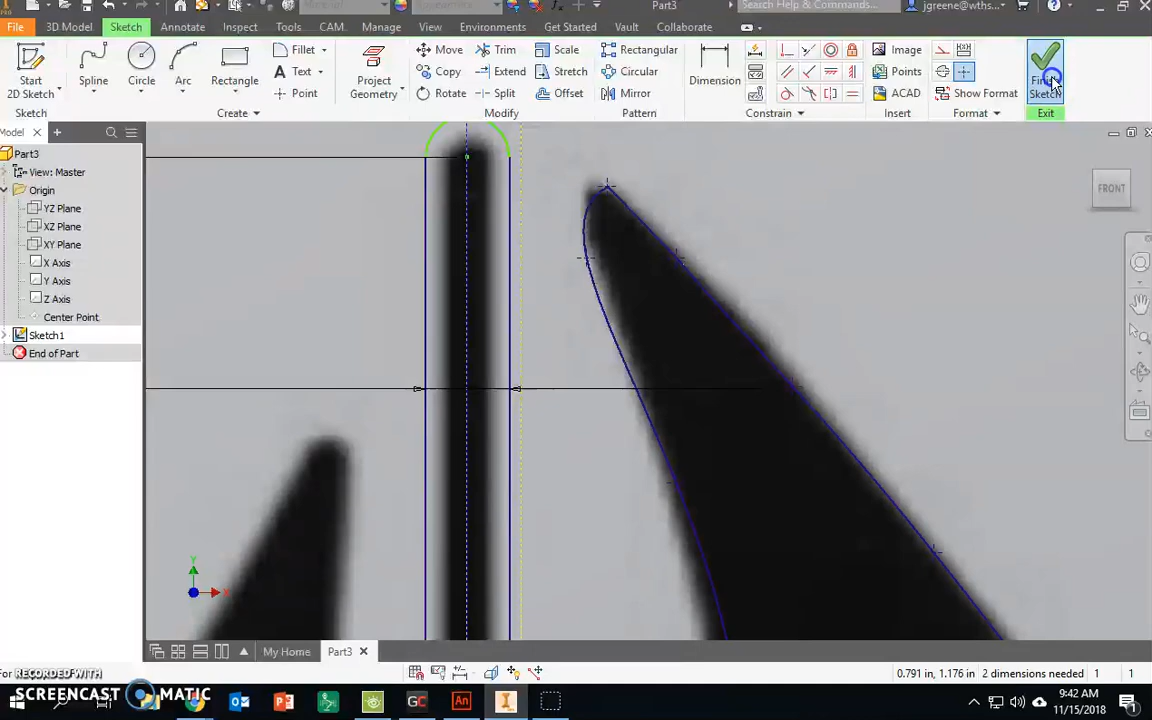 Part3
Search Help & Commands...
jgreene@wths...
File
3D Model
Sketch
Annotate
Inspect
Tools
CAM
Manage
View
Environments
Get Started
Vault
Collaborate
Start
2D Sketch
Spline
Circle
Arc
Rectangle
Fillet
Text
Point
Project
Geometry
Move
Copy
Rotate
Trim
Extend
Split
Scale
Stretch
Offset
Rectangular
Circular
Mirror
Dimension
Image
Points
ACAD
Show Format
Sketch
Sketch
Create
Modify
Pattern
Constrain
Insert
Format
Exit
Model
Part3
View: Master
Origin
YZ Plane
XZ Plane
XY Plane
X Axis
Y Axis
Z Axis
Center Point
Sketch1
End of Part
FRONT
Y
X
My Home
Part3
For
RECORDED WITH
0.791 in, 1.176 in 2 dimensions needed 1 1
SCREENCAST MATIC
GC
An
I
9:42 AM
11/15/2018